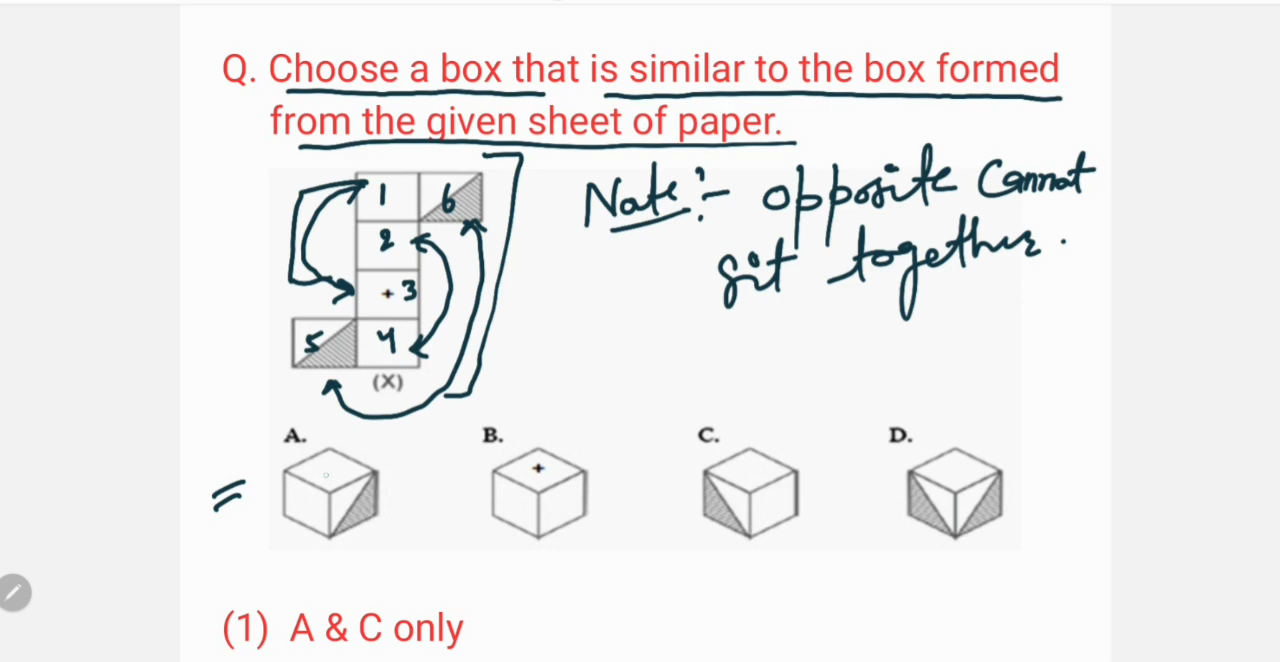 Q. Choose a box that is similar to the box formed
from the given sheet of paper.
Note:- opposite cannot
sit together.
1 6
2
+ 3
5 4
(X)
A. B. C. D.
+
=
(1) A & C only